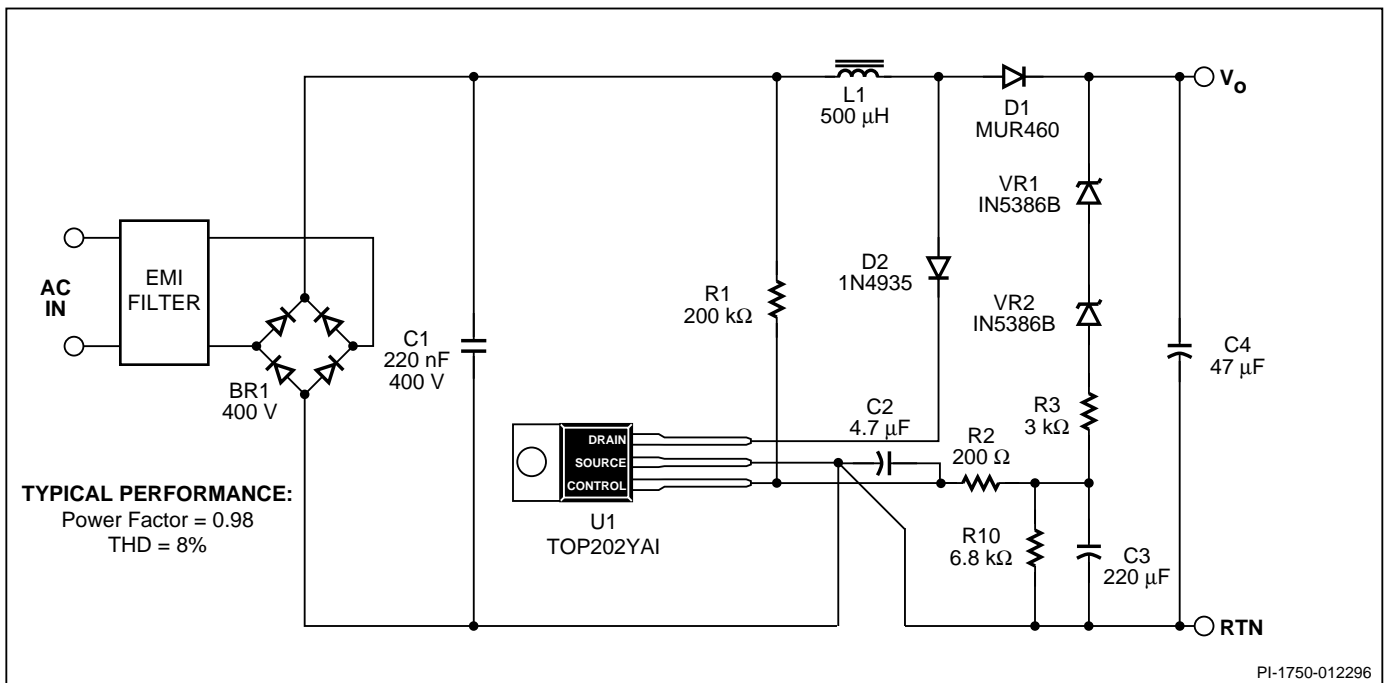 Vo
L1
500 µH
D1
MUR460
VR1
IN5386B
AC
IN
EMI
FILTER
D2
1N4935
R1
200 kΩ
VR2
IN5386B
C1
220 nF
400 V
C4
47 µF
BR1
400 V
C2
4.7 µF
R3
3 kΩ
R2
200 Ω
DRAIN
SOURCE
CONTROL
TYPICAL PERFORMANCE:
Power Factor = 0.98
THD = 8%
U1
TOP202YAI
R10
6.8 kΩ
C3
220 µF
RTN
PI-1750-012296